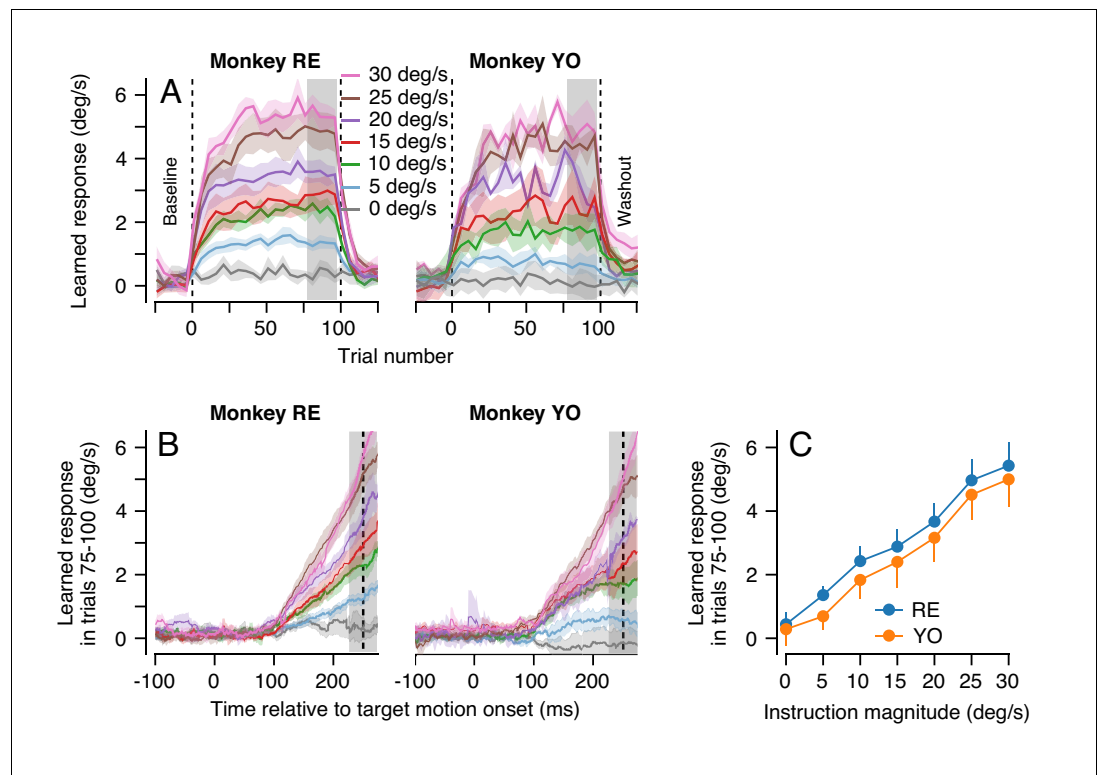 Monkey RE
Monkey YO
A
Learned response (deg/s)
6
4
2
0
Baseline
30 deg/s
25 deg/s
20 deg/s
15 deg/s
10 deg/s
5 deg/s
0 deg/s
Washout
0
50
100
0
50
100
Trial number
Monkey RE
Monkey YO
B
Learned response
in trials 75-100 (deg/s)
6
4
2
0
-100
0
100
200
-100
0
100
200
Time relative to target motion onset (ms)
C
Learned response
in trials 75-100 (deg/s)
6
4
2
0
RE
YO
0
5
10
15
20
25
30
Instruction magnitude (deg/s)